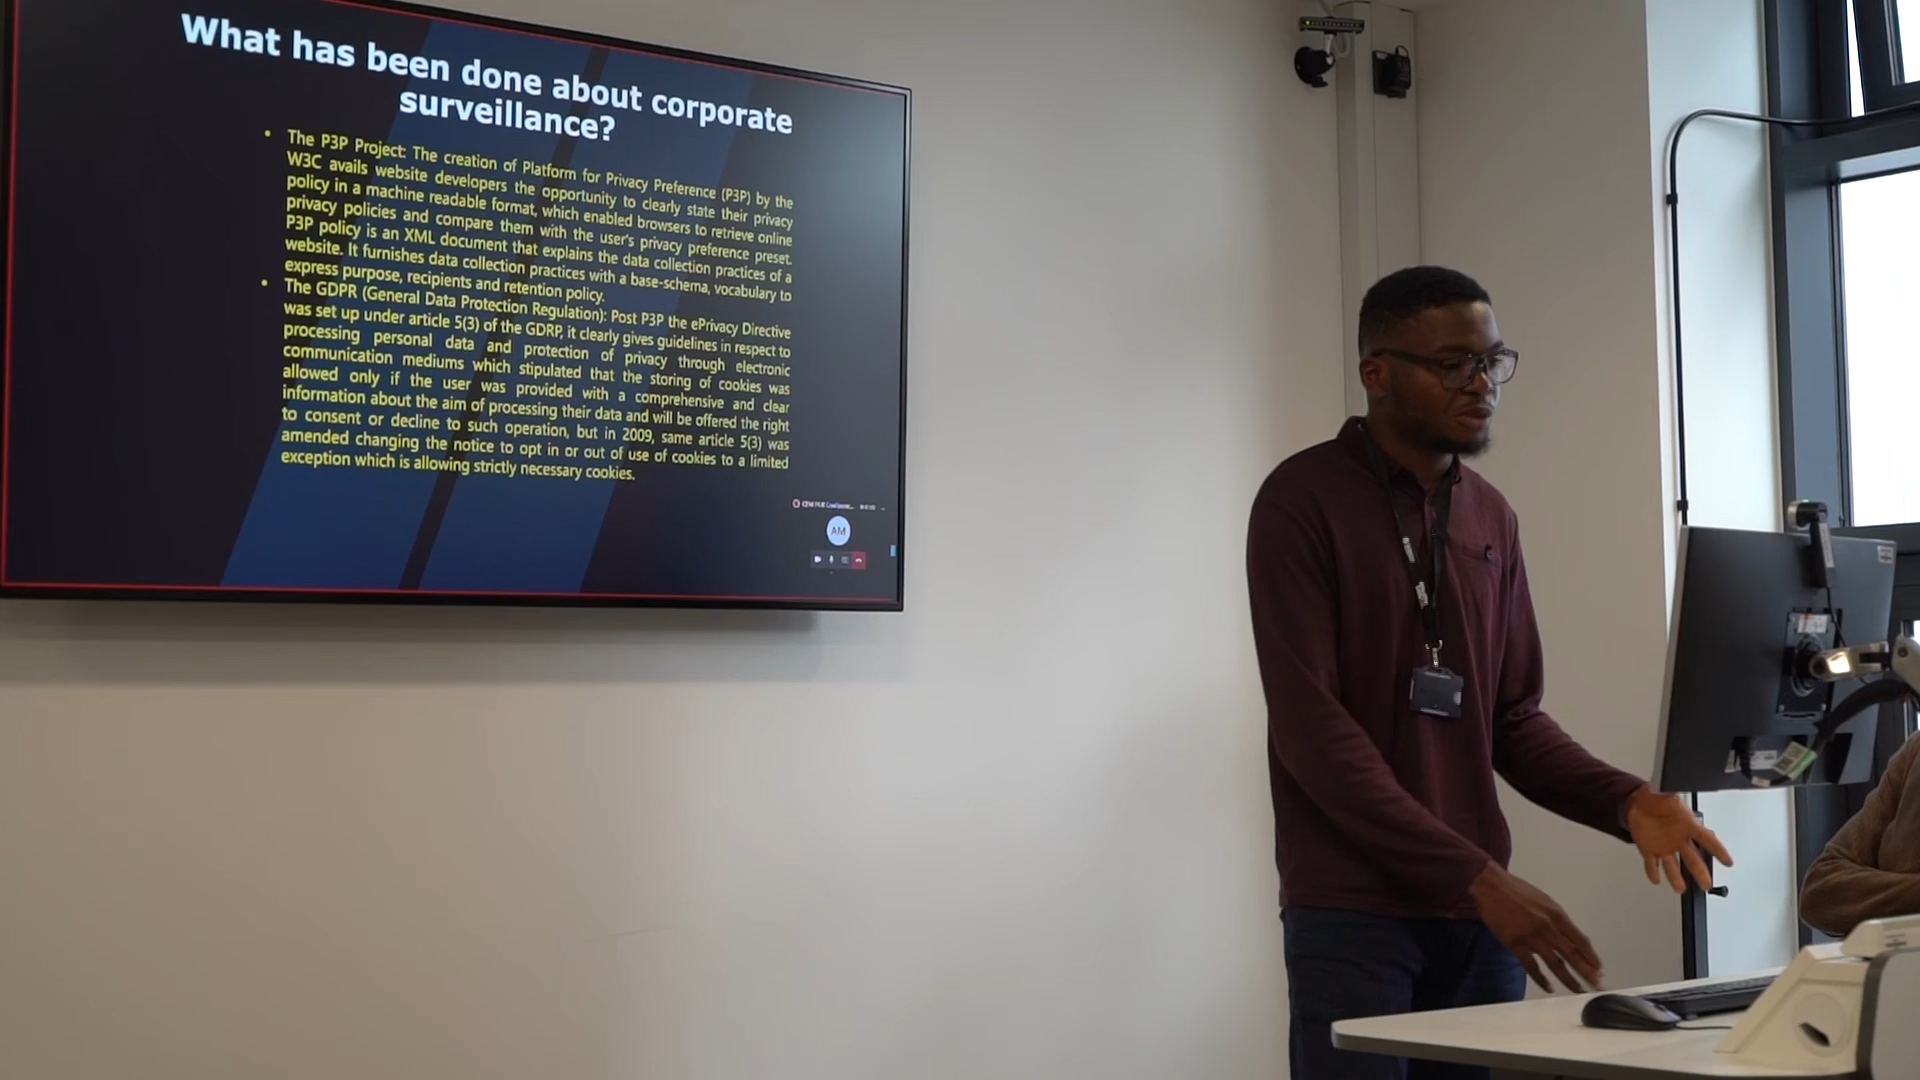 What has been done about corporate
surveillance?
• The P3P Project: The creation of Platform for Privacy Preference (P3P) by the
W3C avails website developers the opportunity to clearly state their privacy
policy in a machine readable format, which enabled browsers to retrieve online
privacy policies and compare them with the user's privacy preference preset.
P3P policy is an XML document that explains the data collection practices of a
website. It furnishes data collection practices with a base-schema, vocabulary to
express purpose, recipients and retention policy.
• The GDPR (General Data Protection Regulation): Post P3P the ePrivacy Directive
was set up under article 5(3) of the GDRP, it clearly gives guidelines in respect to
processing personal data and protection of privacy through electronic
communication mediums which stipulated that the storing of cookies was
allowed only if the user was provided with a comprehensive and clear
information about the aim of processing their data and will be offered the right
to consent or decline to such operation, but in 2009, same article 5(3) was
amended changing the notice to opt in or out of use of cookies to a limited
exception which is allowing strictly necessary cookies.
AM